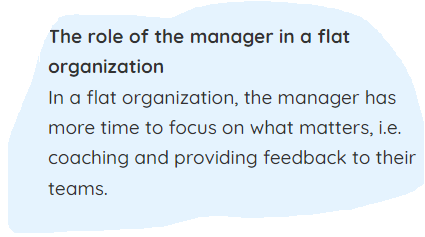 The role of the manager in a flat
organization
In a flat organization, the manager has
more time to focus on what matters, i.e.
coaching and providing feedback to their
teams.